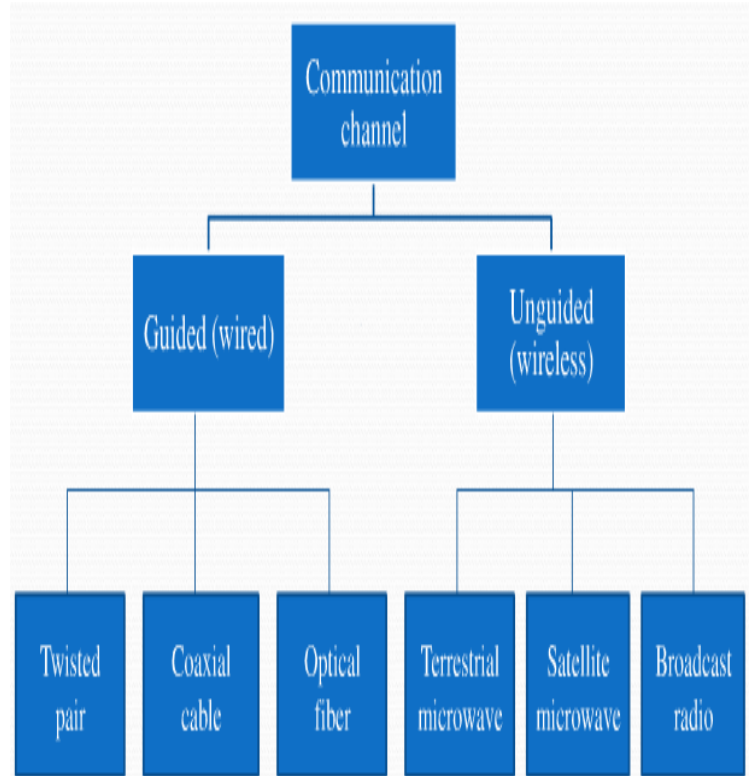 Communication
channel
Guided (wired)
Unguided
(wireless)
Twisted
pair
Coaxial
cable
Optical
fiber
Terrestrial
microwave
Satellite
microwave
Broadcast
radio